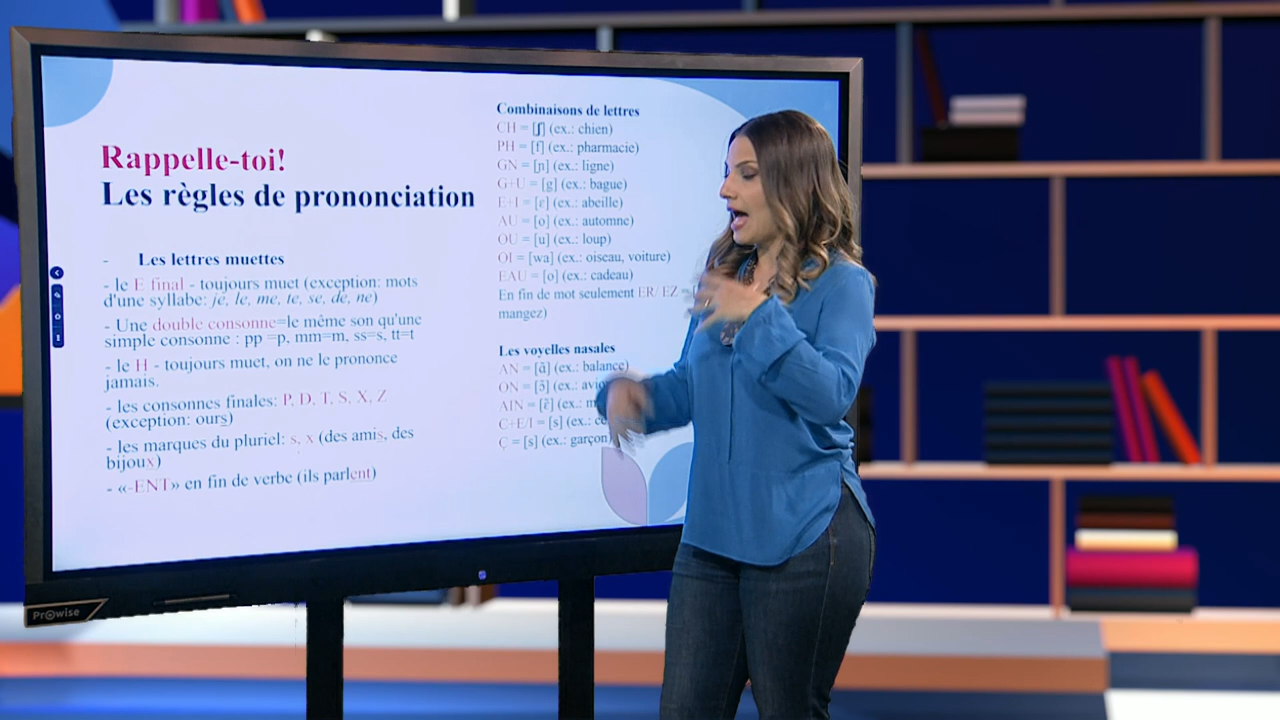 Rappelle-toi!
Les règles de prononciation
- Les lettres muettes
- le E final - toujours muet (exception: mots
d'une syllabe: je, le, me, te, se, de, ne)
- Une double consonne=le même son qu'une
simple consonne : pp =p, mm=m, ss=s, tt=t
- le H - toujours muet, on ne le prononce
jamais.
- les consonnes finales: P, D, T, S, X, Z
(exception: ours)
- les marques du pluriel: s, x (des amis, des
bijoux)
- «-ENT» en fin de verbe (ils parlent)
Combinaisons de lettres
CH = [ʃ] (ex.: chien)
PH = [f] (ex.: pharmacie)
GN = [ɲ] (ex.: ligne)
G+U = [g] (ex.: bague)
E+I = [ɛ] (ex.: abeille)
AU = [o] (ex.: automne)
OU = [u] (ex.: loup)
OI = [wa] (ex.: oiseau, voiture)
EAU = [o] (ex.: cadeau)
En fin de mot seulement ER/ EZ =
mangez)
Les voyelles nasales
AN = [ɑ̃] (ex.: balance)
ON = [ɔ̃] (ex.:
AIN = [ɛ̃] (ex.:
C+E/I = [s] (ex.:
Ç = [s] (ex.: garçon
Prowise